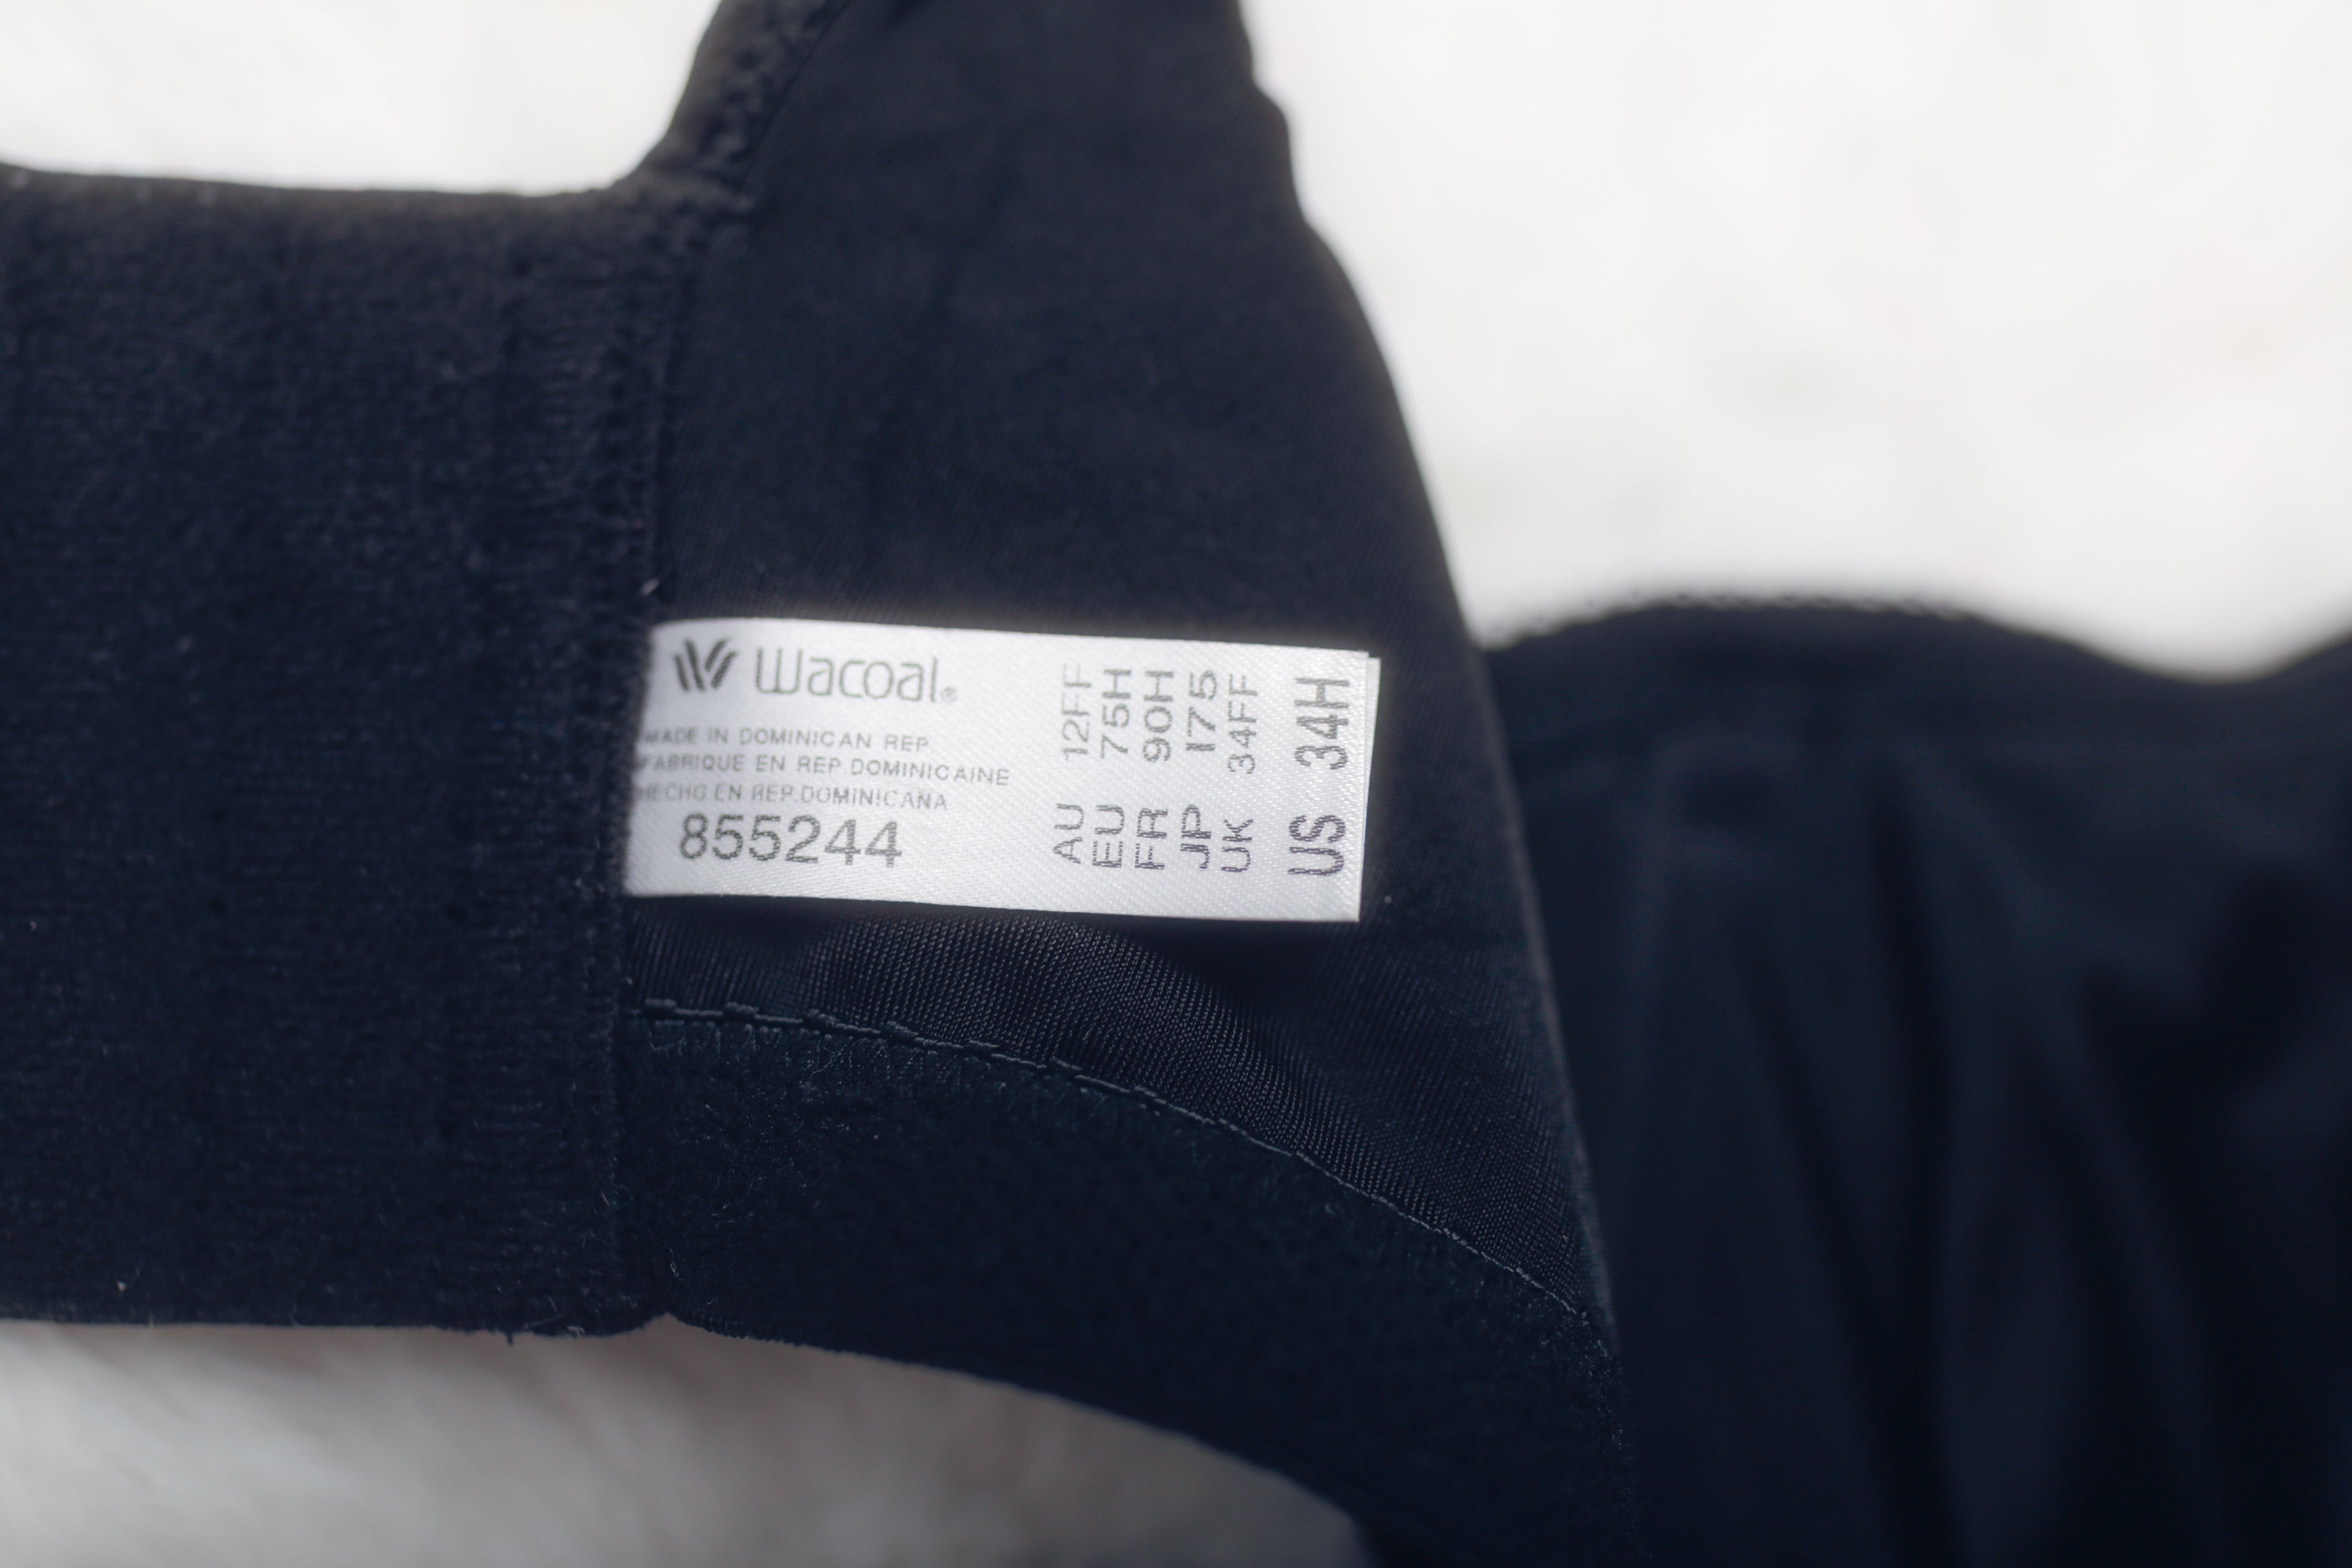 Wacoal®
MADE IN DOMINICAN REP.
FABRIQUE EN REP.DOMINICAINE
HECHO EN REP.DOMINICANA
855244
AU 12FF
EU 75H
FR 90H
JP I75
UK 34FF
US 34H